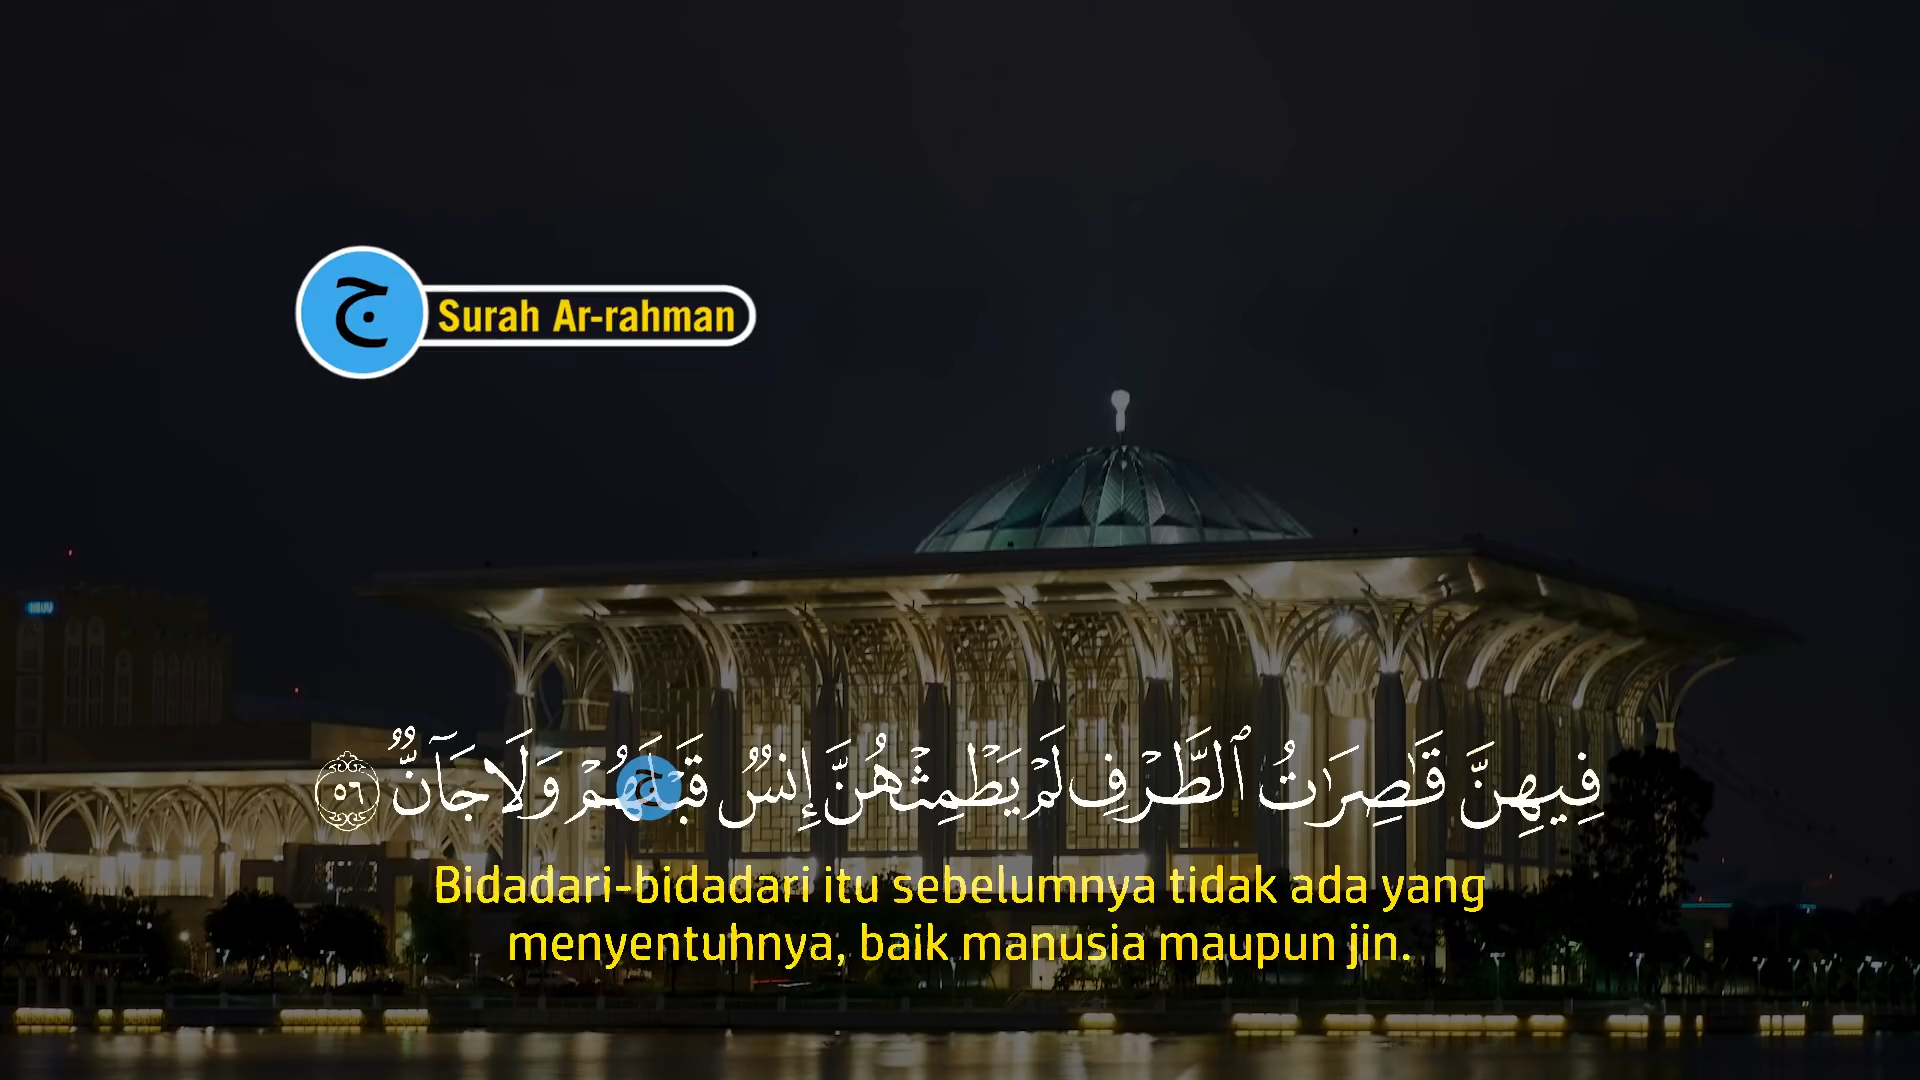 ج
Surah Ar-rahman
فِيهِنَّ قَٰصِرَٰتُ ٱلطَّرْفِ لَمْ يَطْمِثْهُنَّ إِنسٌ قَبْلَهُمْ وَلَا جَآنٌّ ٥٦
ج
Bidadari-bidadari itu sebelumnya tidak ada yang
menyentuhnya, baik manusia maupun jin.